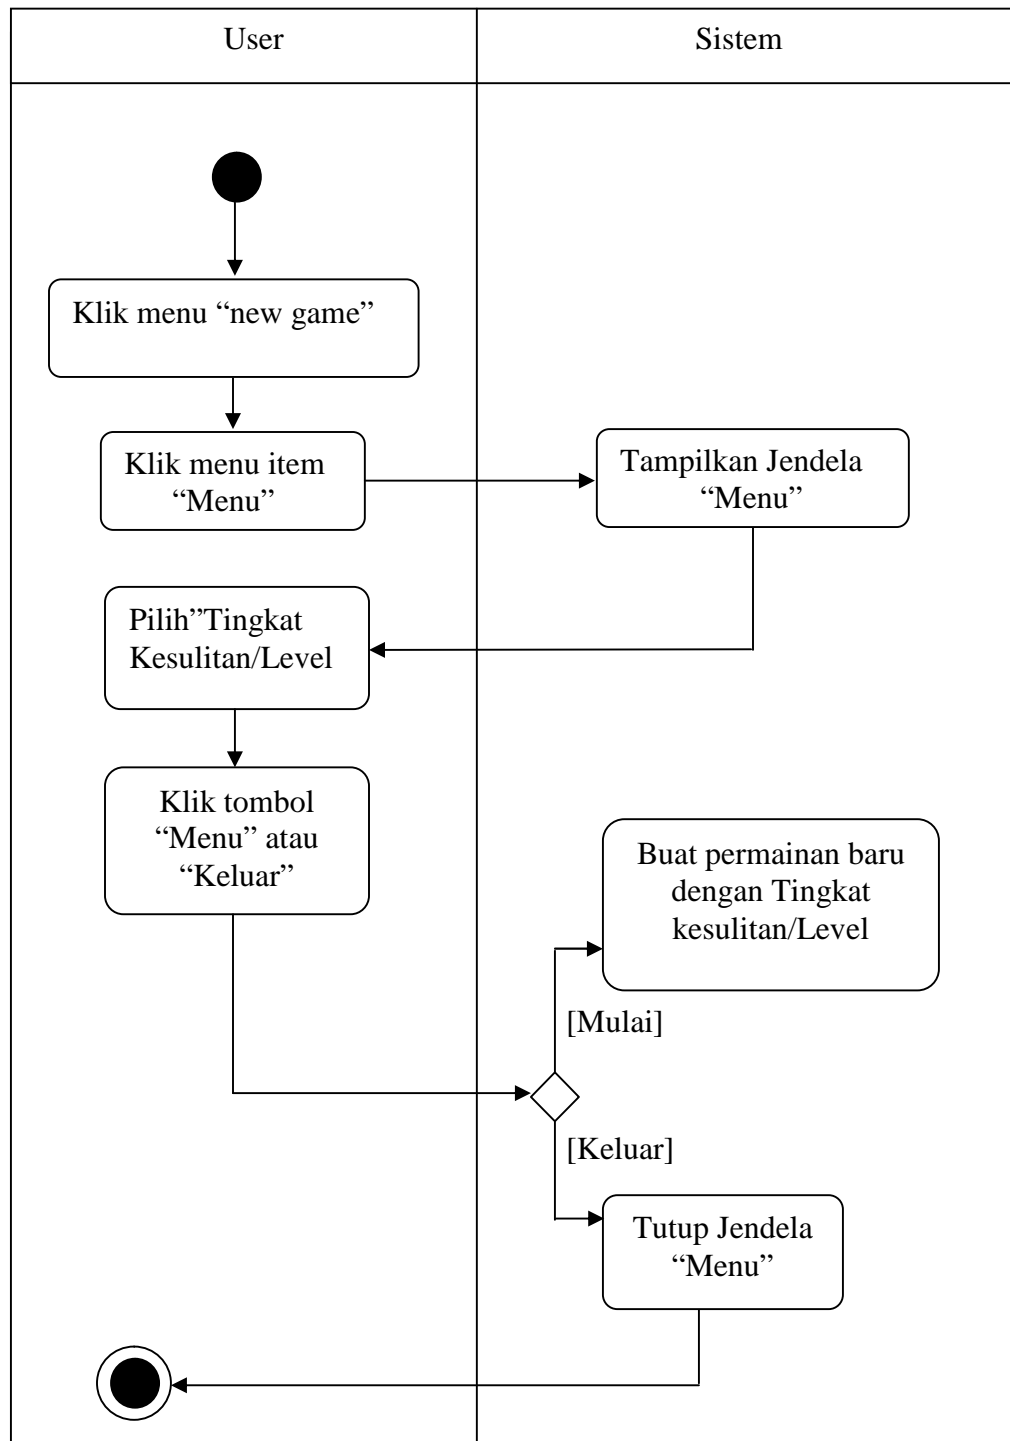 User
Sistem
Klik menu “new game”
Klik menu item
“Menu”
Tampilkan Jendela
“Menu”
Pilih”Tingkat
Kesulitan/Level
Klik tombol
“Menu” atau
“Keluar”
Buat permainan baru
dengan Tingkat
kesulitan/Level
[Mulai]
[Keluar]
Tutup Jendela
“Menu”